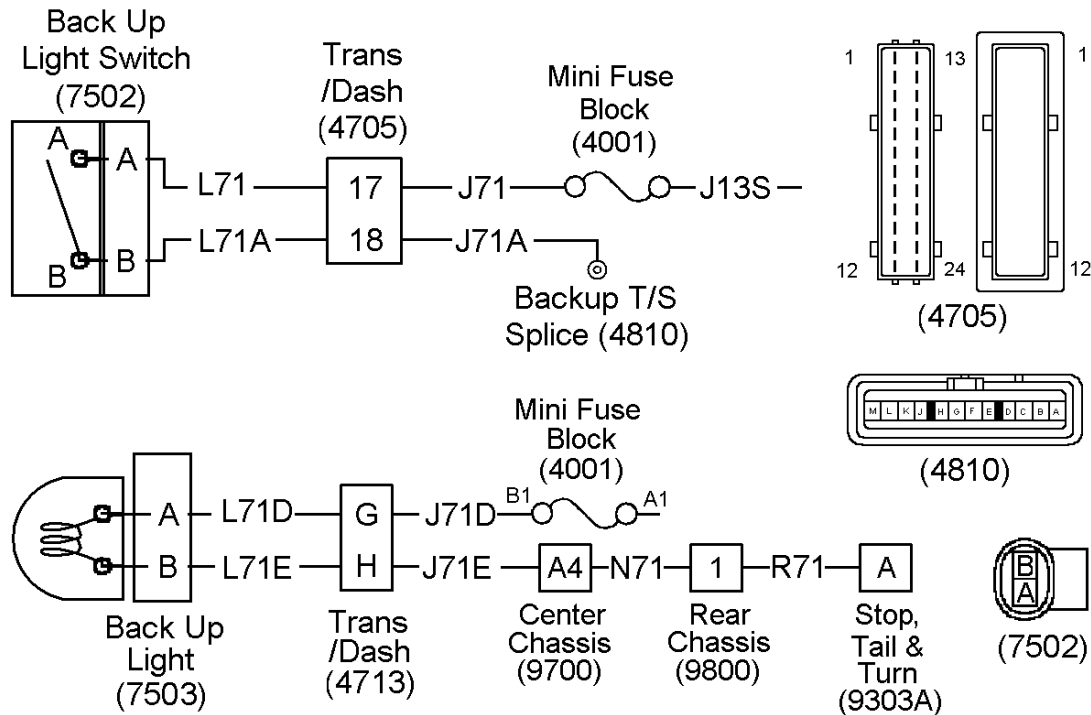 Back Up
Light Switch
(7502)
A
A
B
B
L71
L71A
Trans
/Dash
(4705)
17
18
J71
J71A
Mini Fuse
Block
(4001)
J13S
Backup T/S
Splice (4810)
1
13
12
24
1
12
(4705)
M L K J H G F E D C B A
(4810)
A
B
Back Up
Light
(7503)
L71D
L71E
G
H
Trans
/Dash
(4713)
J71D
J71E
Mini Fuse
Block
(4001)
B1
A1
A4
Center
Chassis
(9700)
N71
1
Rear
Chassis
(9800)
R71
A
Stop,
Tail &
Turn
(9303A)
B
A
(7502)